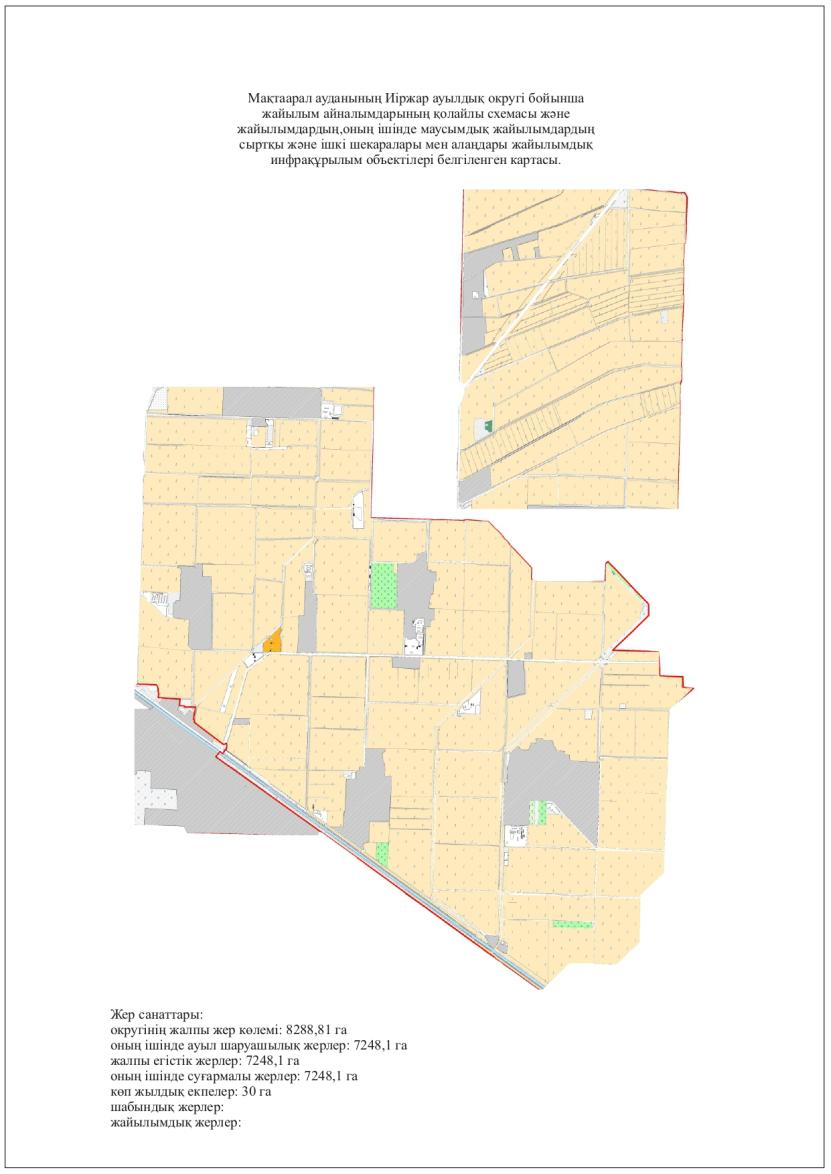 Мақтаарал ауданының Иіржар ауылдық округі бойынша
жайылым айналымдарының қолайлы схемасы және
жайылымдардың,оның ішінде маусымдық жайылымдардың
сыртқы және ішкі шекаралары мен алаңдары жайылымдық
инфрақұрылым объектілері белгіленген картасы.
Жер санаттары:
округінің жалпы жер көлемі: 8288,81 га
оның ішінде ауыл шаруашылық жерлер: 7248,1 га
жалпы егістік жерлер: 7248,1 га
оның ішінде суғармалы жерлер: 7248,1 га
көп жылдық екпелер: 30 га
шабындық жерлер:
жайылымдық жерлер: